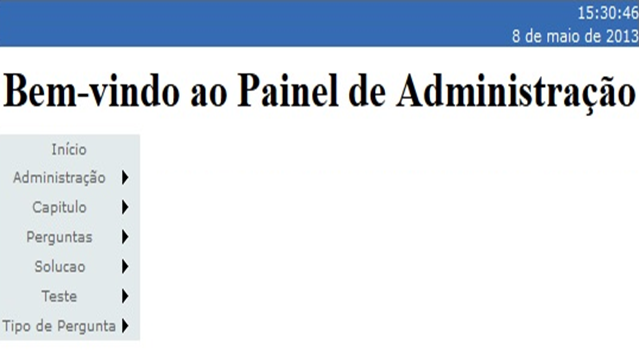 15:30:46
8 de maio de 2013
Bem-vindo ao Painel de Administração
Início
Administração
Capitulo
Perguntas
Solucao
Teste
Tipo de Pergunta